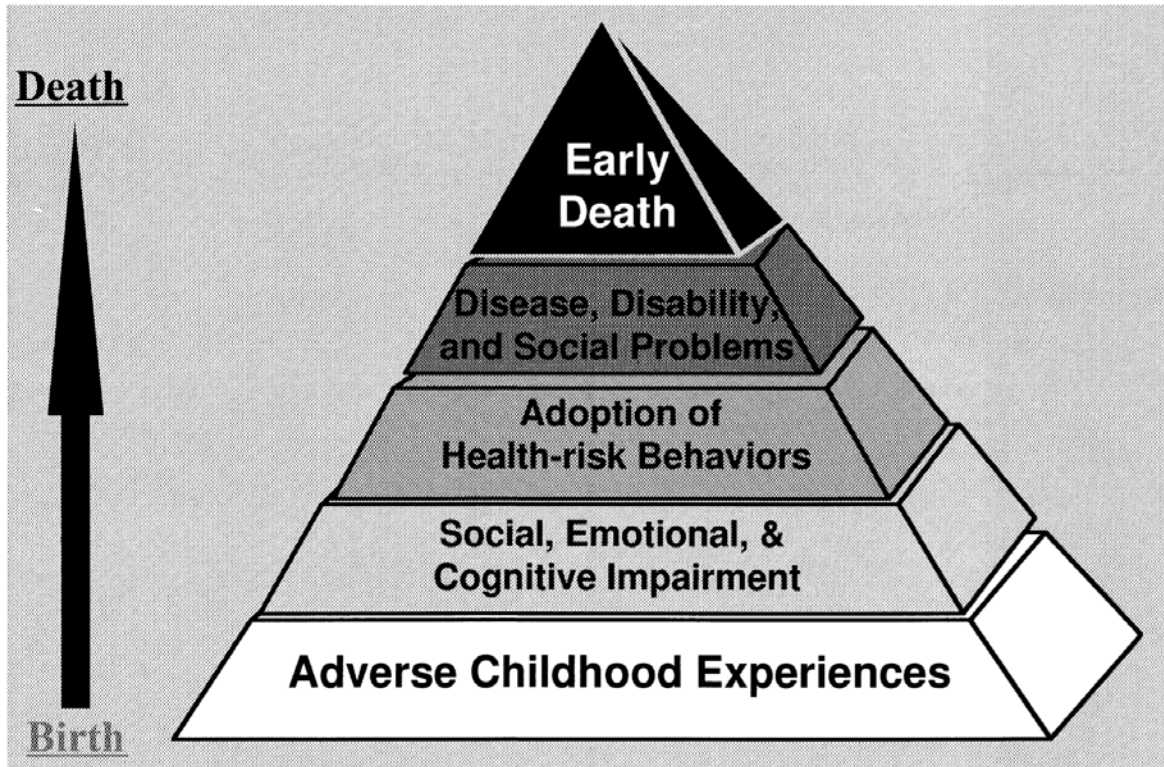 Death
Early
Death
Disease, Disability,
and Social Problems
Adoption of
Health-risk Behaviors
Social, Emotional, &
Cognitive Impairment
Adverse Childhood Experiences
Birth